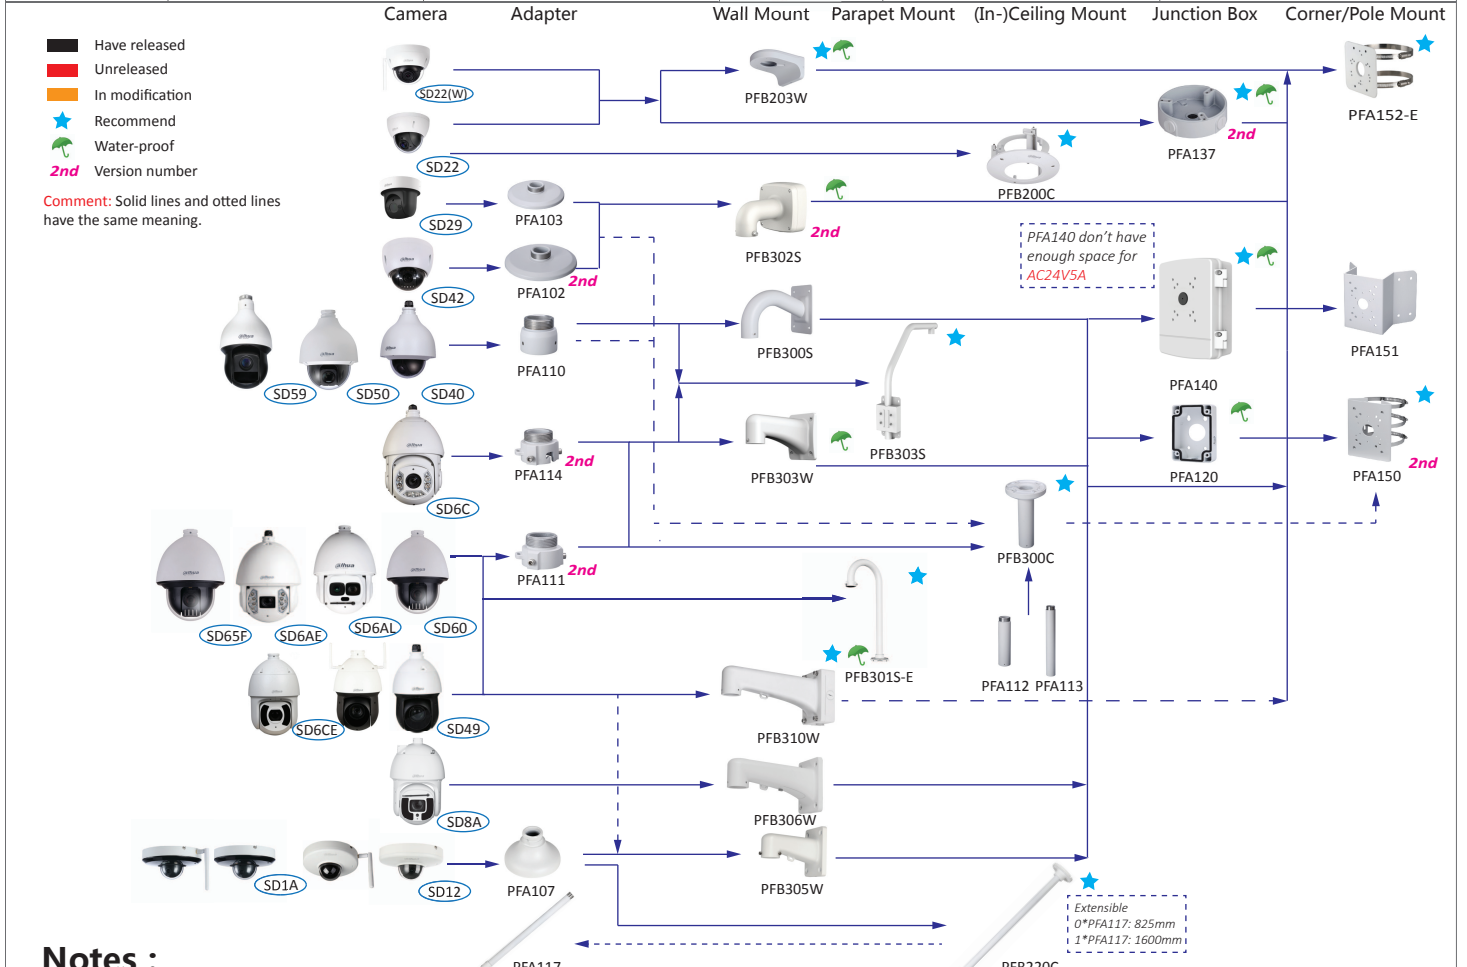 Camera
Adapter
Wall Mount
Parapet Mount
(In-)Ceiling Mount
Junction Box
Corner/Pole Mount
Have released
Unreleased
In modification
Recommend
Water-proof
2nd Version number
Comment: Solid lines and otted lines
have the same meaning.
SD22(W)
PFB203W
PFA152-E
SD22
2nd
PFA137
PFB200C
SD29
PFA103
2nd
PFB302S
PFA140 don't have
enough space for
AC24V5A
SD42
2nd
PFA102
PFB300S
PFA151
SD59
SD50
SD40
PFA110
PFA140
SD6C
2nd
PFA114
PFB303W
PFB303S
PFA120
2nd
PFA150
SD65F
SD6AE
SD6AL
SD60
2nd
PFA111
PFB300C
PFB301S-E
PFA112
PFA113
SD6CE
SD49
PFB310W
SD8A
PFB306W
SD1A
SD12
PFA107
PFB305W
Extensible
0*PFA117: 825mm
1*PFA117: 1600mm
Notes :
PFA117
PFB220C